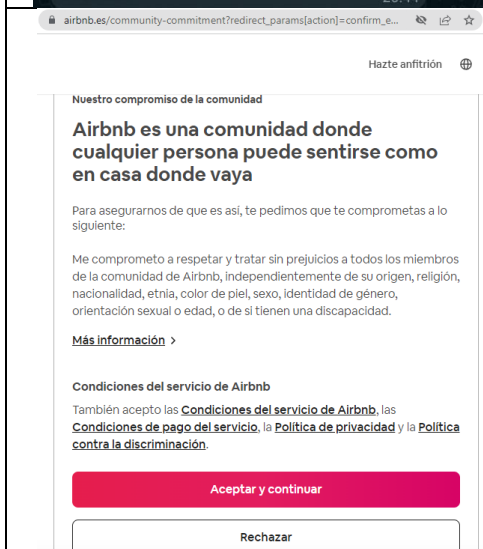 airbnb.es/community-commitment?redirect_params[action]=confirm_e...
Hazte anfitrión
Nuestro compromiso de la comunidad
Airbnb es una comunidad donde
cualquier persona puede sentirse como
en casa donde vaya
Para asegurarnos de que es así, te pedimos que te comprometas a lo
siguiente:
Me comprometo a respetar y tratar sin prejuicios a todos los miembros
de la comunidad de Airbnb, independientemente de su origen, religión,
nacionalidad, etnia, color de piel, sexo, identidad de género,
orientación sexual o edad, o de si tienen una discapacidad.
Más información >
Condiciones del servicio de Airbnb
También acepto las Condiciones del servicio de Airbnb, las
Condiciones de pago del servicio, la Política de privacidad y la Política
contra la discriminación.
Aceptar y continuar
Rechazar